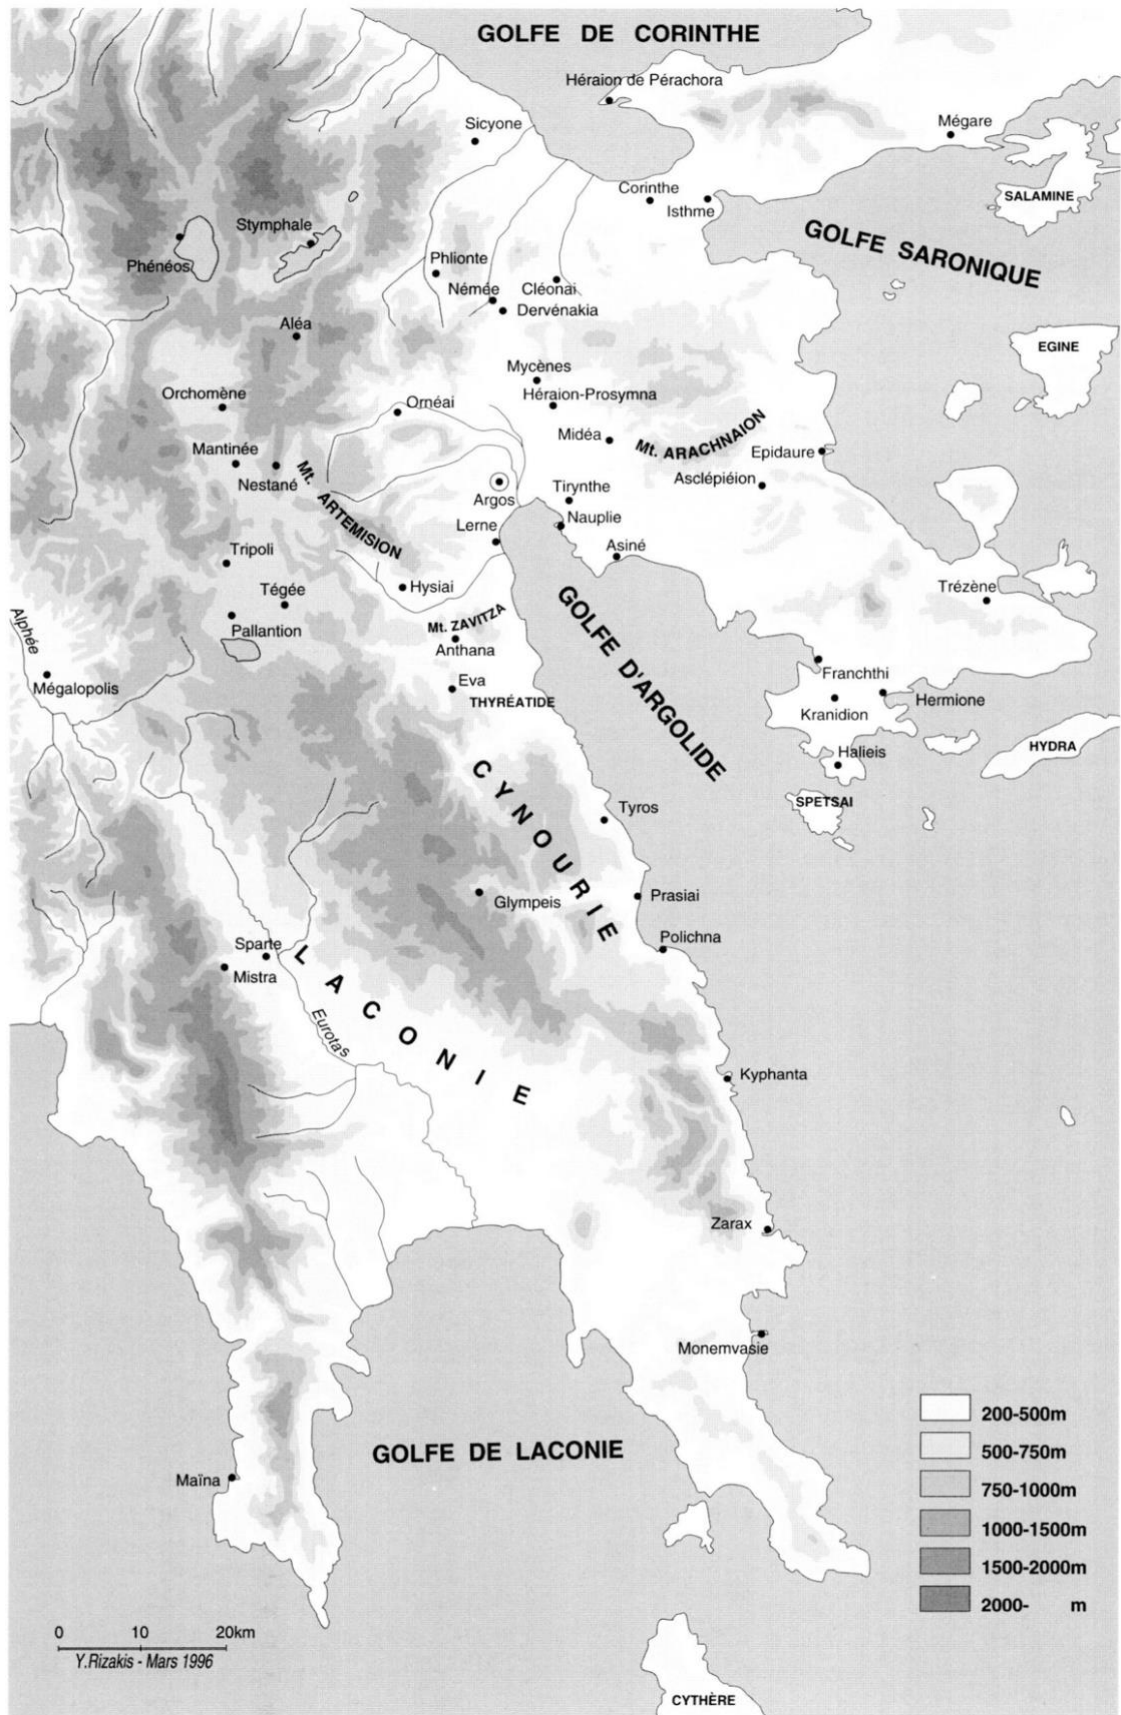 GOLFE DE CORINTHE
Héraion de Pérachora
Sicyone
Mégare
Corinthe
Isthme
SALAMINE
GOLFE SARONIQUE
Stymphale
Phénéos
Phlionte
Némée
Cléonai
Dervénakia
Aléa
EGINE
Mycènes
Orchomène
Ornéai
Héraion-Prosymna
Midéa
Mt. ARACHNAION
Epidaure
Mantinée
Nestané
Mt. ARTEMISION
Argos
Asclépiéion
Tirynthe
Lerne
Nauplie
Asiné
Tripoli
Tégée
Hysiai
Trézène
Pallantion
Mt. ZAVITZA
Anthana
GOLFE D'ARGOLIDE
Alphée
Mégalopolis
Eva
THYRÉATIDE
Franchthi
Kranidion
Hermione
HYDRA
Halieis
SPETSAI
CYNOURIE
Tyros
Glympeis
Prasiai
Polichna
Sparte
Mistra
LACONIE
Eurotas
Kyphanta
Zarax
Monemvasie
GOLFE DE LACONIE
Maïna
200-500m
500-750m
750-1000m
1000-1500m
1500-2000m
2000- m
0 10 20km
Y.Rizakis - Mars 1996
CYTHÈRE